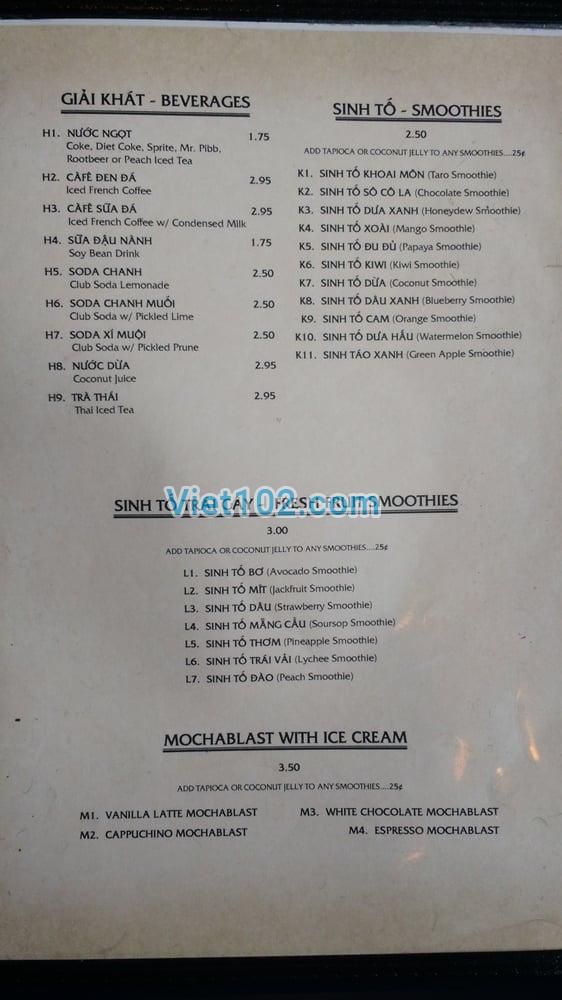 GIẢI KHÁT - BEVERAGES
H1. NƯỚC NGỌT 1.75
Coke, Diet Coke, Sprite, Mr. Pibb,
Rootbeer or Peach Iced Tea
H2. CÀFÊ ĐEN ĐÁ 2.95
Iced French Coffee
H3. CÀFÊ SỮA ĐÁ 2.95
Iced French Coffee w/ Condensed Milk
H4. SỮA ĐẬU NÀNH 1.75
Soy Bean Drink
H5. SODA CHANH 2.50
Club Soda Lemonade
H6. SODA CHANH MUỐI 2.50
Club Soda w/ Pickled Lime
H7. SODA XÍ MUỘI 2.50
Club Soda w/ Pickled Prune
H8. NƯỚC DỪA 2.95
Coconut Juice
H9. TRÀ THÁI 2.95
Thai Iced Tea
SINH TỐ - SMOOTHIES
2.50
ADD TAPIOCA OR COCONUT JELLY TO ANY SMOOTHIES....25¢
K1. SINH TỐ KHOAI MÔN (Taro Smoothie)
K2. SINH TỐ SÔ CÔ LA (Chocolate Smoothie)
K3. SINH TỐ DƯA XANH (Honeydew Smoothie)
K4. SINH TỐ XOÀI (Mango Smoothie)
K5. SINH TỐ ĐU ĐỦ (Papaya Smoothie)
K6. SINH TỐ KIWI (Kiwi Smoothie)
K7. SINH TỐ DỪA (Coconut Smoothie)
K8. SINH TỐ DÂU XANH (Blueberry Smoothie)
K9. SINH TỐ CAM (Orange Smoothie)
K10. SINH TỐ DƯA HẤU (Watermelon Smoothie)
K11. SINH TÁO XANH (Green Apple Smoothie)
SINH TỐ TRÁI CÂY - FRESH FRUIT SMOOTHIES
Viet102.com
3.00
ADD TAPIOCA OR COCONUT JELLY TO ANY SMOOTHIES....25¢
L1. SINH TỐ BƠ (Avocado Smoothie)
L2. SINH TỐ MÍT (Jackfruit Smoothie)
L3. SINH TỐ DÂU (Strawberry Smoothie)
L4. SINH TỐ MÃNG CẦU (Soursop Smoothie)
L5. SINH TỐ THƠM (Pineapple Smoothie)
L6. SINH TỐ TRÁI VẢI (Lychee Smoothie)
L7. SINH TỐ ĐÀO (Peach Smoothie)
MOCHABLAST WITH ICE CREAM
3.50
ADD TAPIOCA OR COCONUT JELLY TO ANY SMOOTHIES....25¢
M1. VANILLA LATTE MOCHABLAST
M2. CAPPUCHINO MOCHABLAST
M3. WHITE CHOCOLATE MOCHABLAST
M4. ESPRESSO MOCHABLAST